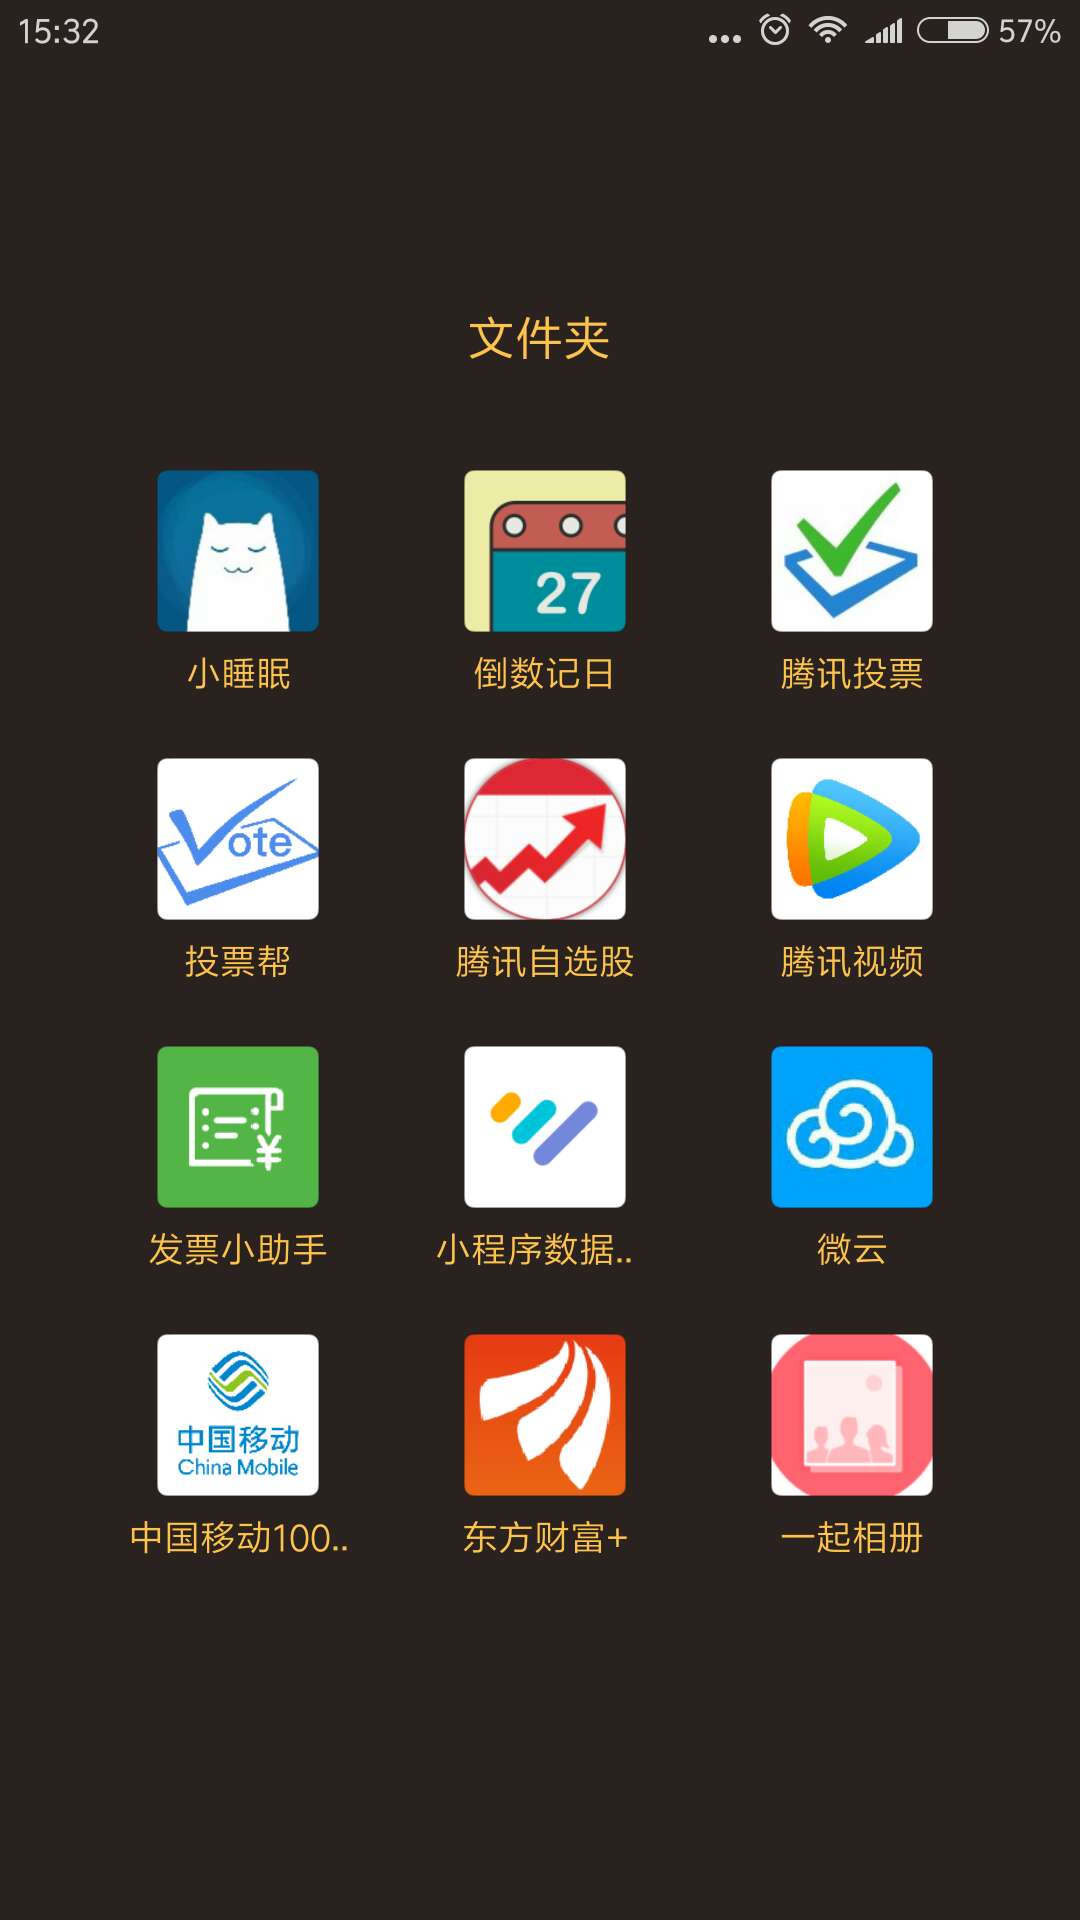 15:32 57%
文件夹
27
小睡眠 倒数记日 腾讯投票
Vote
投票帮 腾讯自选股 腾讯视频
¥
发票小助手 小程序数据.. 微云
中国移动
China Mobile
中国移动100.. 东方财富+ 一起相册